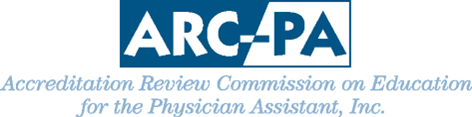 ARC-PA
Accreditation Review Commission on Education
for the Physician Assistant, Inc.